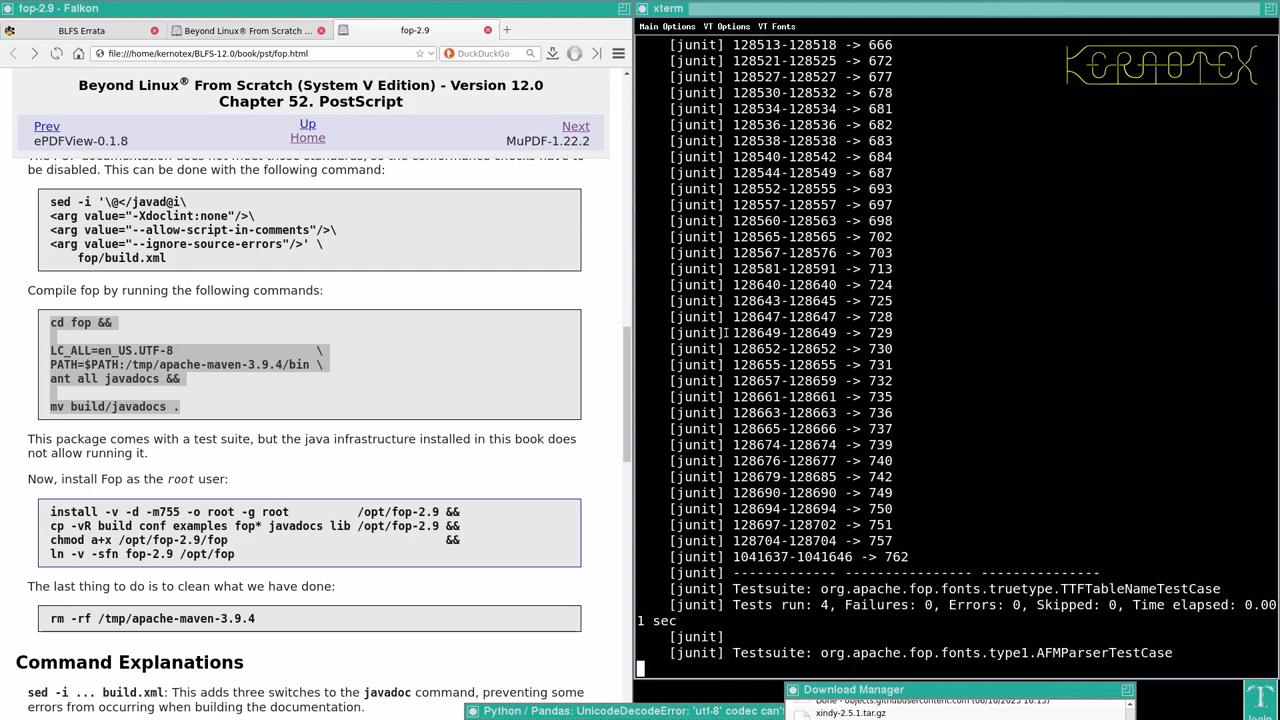 fop-2.9 - Falkon
BLFS Errata
Beyond Linux® From Scratch ...
fop-2.9
file:///home/kernotex/BLFS-12.0/book/pst/fop.html
DuckDuckGo
Beyond Linux® From Scratch (System V Edition) - Version 12.0
Chapter 52. PostScript
Prev
Up
Next
ePDFView-0.1.8
Home
MuPDF-1.22.2
be disabled. This can be done with the following command:
sed -i '\@</javad@i\
<arg value="-Xdoclint:none"/>\
<arg value="--allow-script-in-comments"/>\
<arg value="--ignore-source-errors"/>' \
fop/build.xml
Compile fop by running the following commands:
cd fop &&
LC_ALL=en_US.UTF-8 \
PATH=$PATH:/tmp/apache-maven-3.9.4/bin \
ant all javadocs &&
mv build/javadocs .
This package comes with a test suite, but the java infrastructure installed in this book does
not allow running it.
Now, install Fop as the root user:
install -v -d -m755 -o root -g root /opt/fop-2.9 &&
cp -vR build conf examples fop* javadocs lib /opt/fop-2.9 &&
chmod a+x /opt/fop-2.9/fop &&
ln -v -sfn fop-2.9 /opt/fop
The last thing to do is to clean what we have done:
rm -rf /tmp/apache-maven-3.9.4
Command Explanations
sed -i ... build.xml: This adds three switches to the javadoc command, preventing some
errors from occurring when building the documentation.
xterm
Main Options VT Options VT Fonts
KERNOTEX
[junit] 128513-128518 -> 666
[junit] 128521-128525 -> 672
[junit] 128527-128527 -> 677
[junit] 128530-128532 -> 678
[junit] 128534-128534 -> 681
[junit] 128536-128536 -> 682
[junit] 128538-128538 -> 683
[junit] 128540-128542 -> 684
[junit] 128544-128549 -> 687
[junit] 128552-128555 -> 693
[junit] 128557-128557 -> 697
[junit] 128560-128563 -> 698
[junit] 128565-128565 -> 702
[junit] 128567-128576 -> 703
[junit] 128581-128591 -> 713
[junit] 128640-128640 -> 724
[junit] 128643-128645 -> 725
[junit] 128647-128647 -> 728
[junit] 128649-128649 -> 729
[junit] 128652-128652 -> 730
[junit] 128655-128655 -> 731
[junit] 128657-128659 -> 732
[junit] 128661-128661 -> 735
[junit] 128663-128663 -> 736
[junit] 128665-128666 -> 737
[junit] 128674-128674 -> 739
[junit] 128676-128677 -> 740
[junit] 128679-128685 -> 742
[junit] 128690-128690 -> 749
[junit] 128694-128694 -> 750
[junit] 128697-128702 -> 751
[junit] 128704-128704 -> 757
[junit] 1041637-1041646 -> 762
[junit] ------------- ---------------- ---------------
[junit] Testsuite: org.apache.fop.fonts.truetype.TTFTableNameTestCase
[junit] Tests run: 4, Failures: 0, Errors: 0, Skipped: 0, Time elapsed: 0.00
1 sec
[junit]
[junit] Testsuite: org.apache.fop.fonts.type1.AFMParserTestCase
Download Manager
xindy-2.5.1.tar.gz
Python / Pandas: UnicodeDecodeError: 'utf-8' codec can't